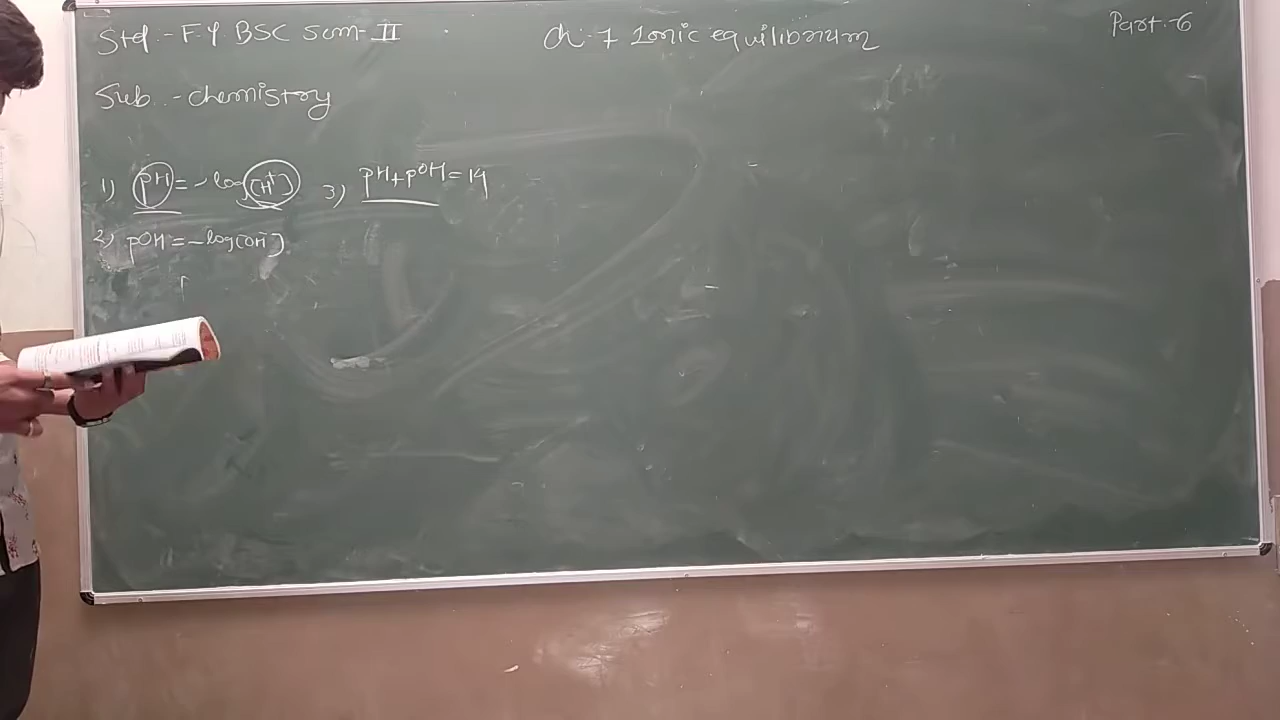 Std :- F.Y BSC Sem-II
Ch-7 Ionic equilibrium
Part-6
Sub :- chemistry
1) pH = -log[H+]
3) pH+pOH=14
2) pOH = -log[OH-]